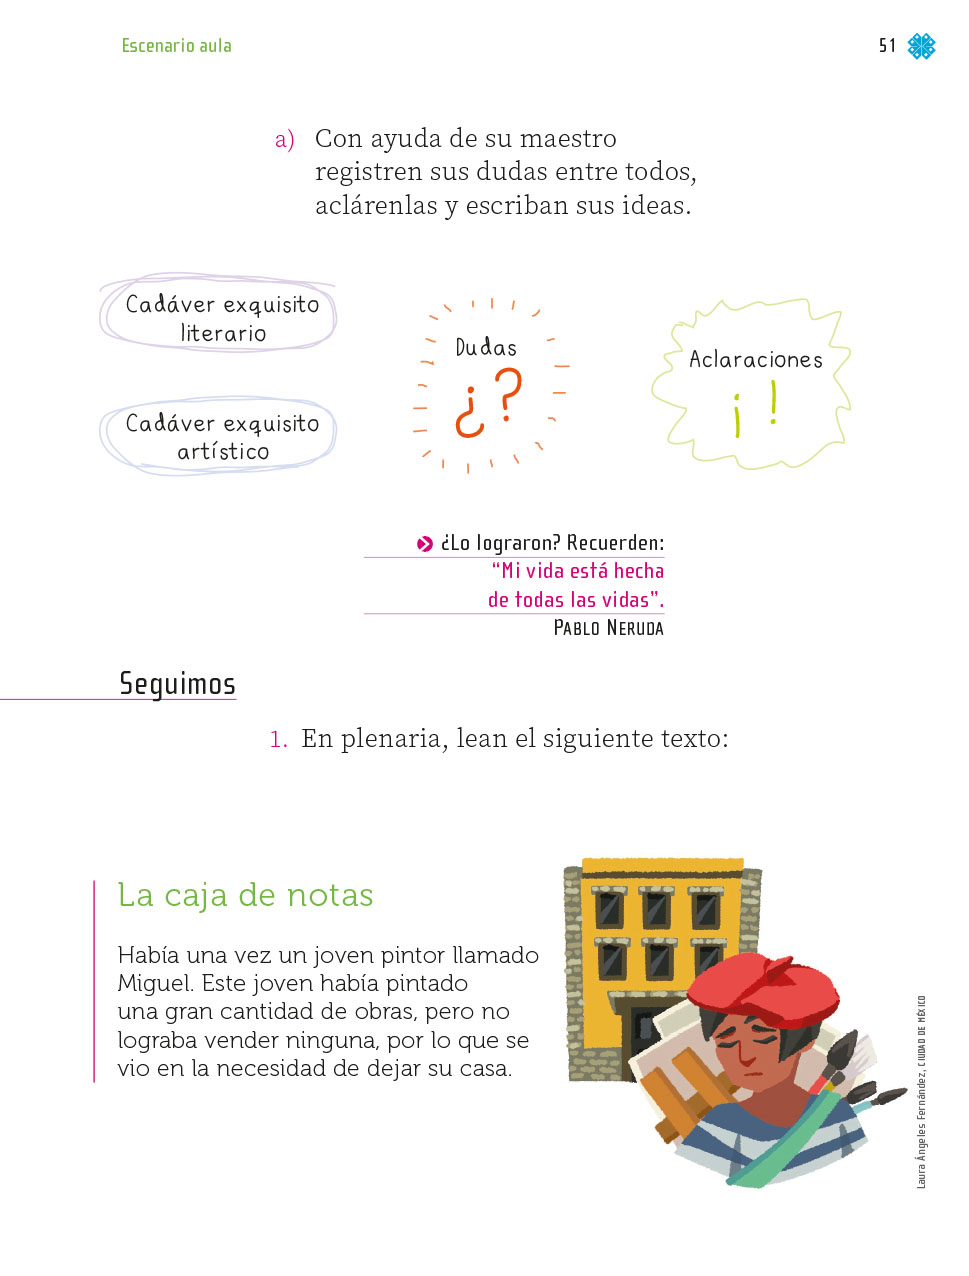 Escenario aula
51
a) Con ayuda de su maestro
registren sus dudas entre todos,
aclárenlas y escriban sus ideas.
Cadáver exquisito
literario
Cadáver exquisito
artístico
Dudas
¿?
Aclaraciones
¡!
¿Lo lograron? Recuerden:
“Mi vida está hecha
de todas las vidas”.
PABLO NERUDA
Seguimos
1. En plenaria, lean el siguiente texto:
La caja de notas
Había una vez un joven pintor llamado
Miguel. Este joven había pintado
una gran cantidad de obras, pero no
lograba vender ninguna, por lo que se
vio en la necesidad de dejar su casa.
Laura Ángeles Fernández, CIUDAD DE MÉXICO